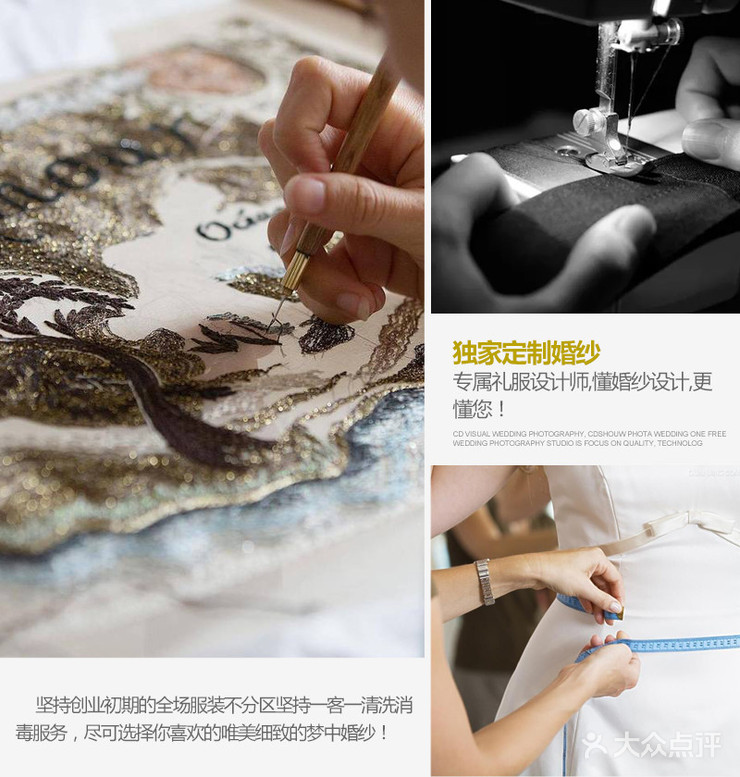 独家定制婚纱
专属礼服设计师,懂婚纱设计,更
懂您！
CD VISUAL WEDDING PHOTOGRAPHY, CDSHOUW PHOTA WEDDING ONE FREE
WEDDING PHOTOGRAPHY STUDIO IS FOCUS ON QUALITY, TECHNOLOG
坚持创业初期的全场服装不分区坚持一客一清洗消
毒服务，尽可选择你喜欢的唯美细致的梦中婚纱！
大众点评